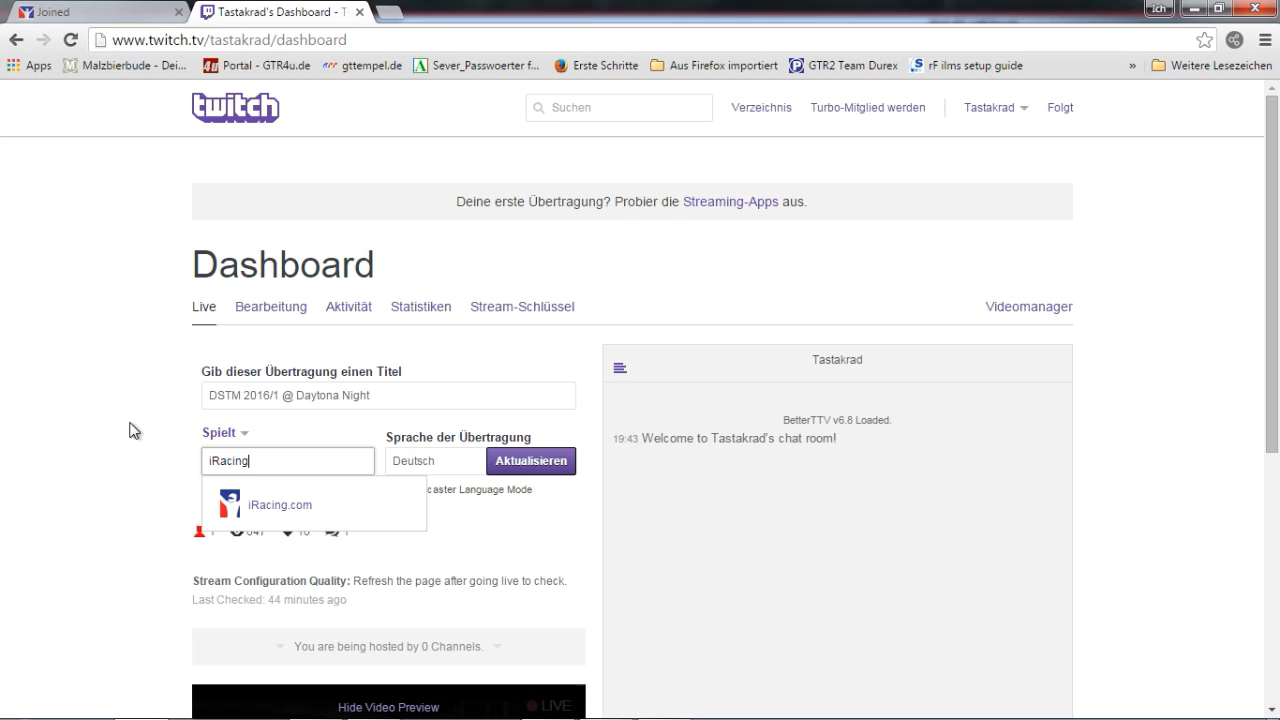 Joined
Tastakrad's Dashboard - T
Ich
www.twitch.tv/tastakrad/dashboard
Apps
Malzbierbude - Dei...
4u
Portal - GTR4u.de
gttempel.de
Sever_Passwoerter f...
Erste Schritte
Aus Firefox importiert
GTR2 Team Durex
rF ilms setup guide
»
Weitere Lesezeichen
twitch
Suchen
Verzeichnis
Turbo-Mitglied werden
Tastakrad
Folgt
Deine erste Übertragung? Probier die Streaming-Apps aus.
Dashboard
Live
Bearbeitung
Aktivität
Statistiken
Stream-Schlüssel
Videomanager
Gib dieser Übertragung einen Titel
DSTM 2016/1 @ Daytona Night
Spielt
Sprache der Übertragung
iRacing
Deutsch
Aktualisieren
caster Language Mode
iRacing.com
Stream Configuration Quality: Refresh the page after going live to check.
Last Checked: 44 minutes ago
You are being hosted by 0 Channels.
Hide Video Preview
LIVE
Tastakrad
BetterTTV v6.8 Loaded.
19:43 Welcome to Tastakrad's chat room!